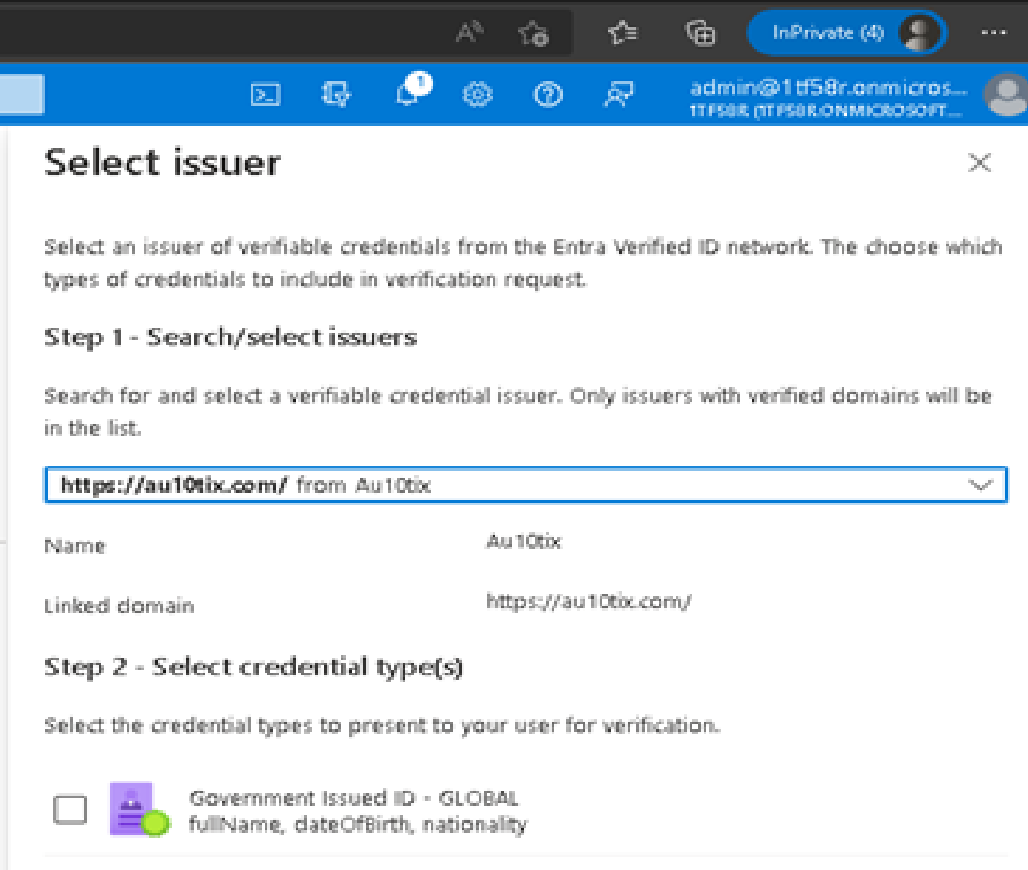 InPrivate (4)
1
admin@1tf58r.onmicros...
1TF58R (1TF58R.ONMICROSOFT....
Select issuer
Select an issuer of verifiable credentials from the Entra Verified ID network. The choose which
types of credentials to include in verification request.
Step 1 - Search/select issuers
Search for and select a verifiable credential issuer. Only issuers with verified domains will be
in the list.
https://au10tix.com/ from Au10tix
Name Au10tix
Linked domain https://au10tix.com/
Step 2 - Select credential type(s)
Select the credential types to present to your user for verification.
Government Issued ID - GLOBAL
fullName, dateOfBirth, nationality